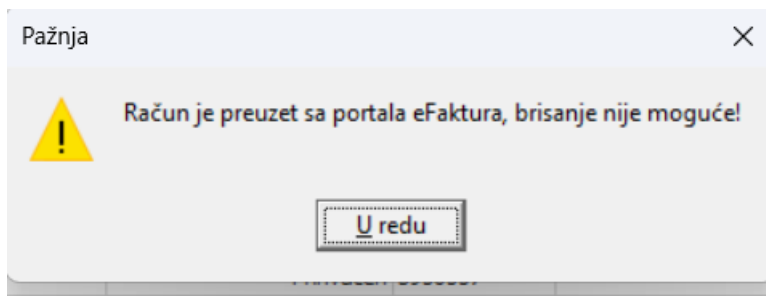 Pažnja
Račun je preuzet sa portala eFaktura, brisanje nije moguće!
U redu